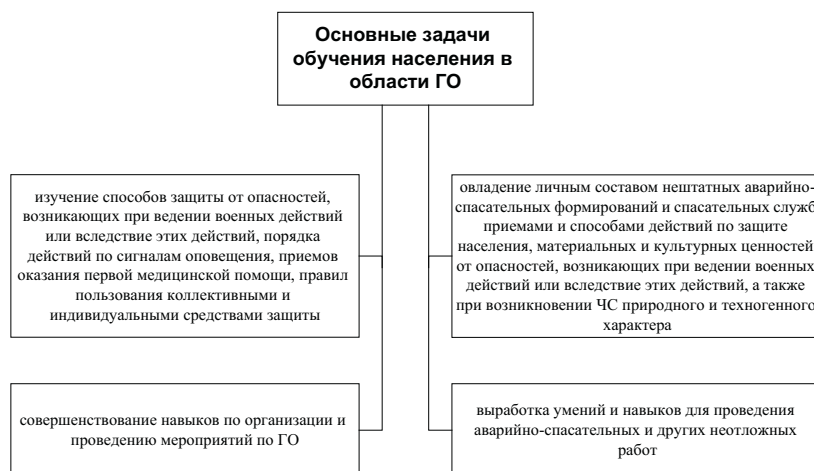 Основные задачи
обучения населения в
области ГО
изучение способов защиты от опасностей,
возникающих при ведении военных действий
или вследствие этих действий, порядка
действий по сигналам оповещения, приемов
оказания первой медицинской помощи, правил
пользования коллективными и
индивидуальными средствами защиты
овладение личным составом нештатных аварийно-
спасательных формирований и спасательных служб
приемами и способами действий по защите
населения, материальных и культурных ценностей
от опасностей, возникающих при ведении военных
действий или вследствие этих действий, а также
при возникновении ЧС природного и техногенного
характера
совершенствование навыков по организации и
проведению мероприятий по ГО
выработка умений и навыков для проведения
аварийно-спасательных и других неотложных
работ